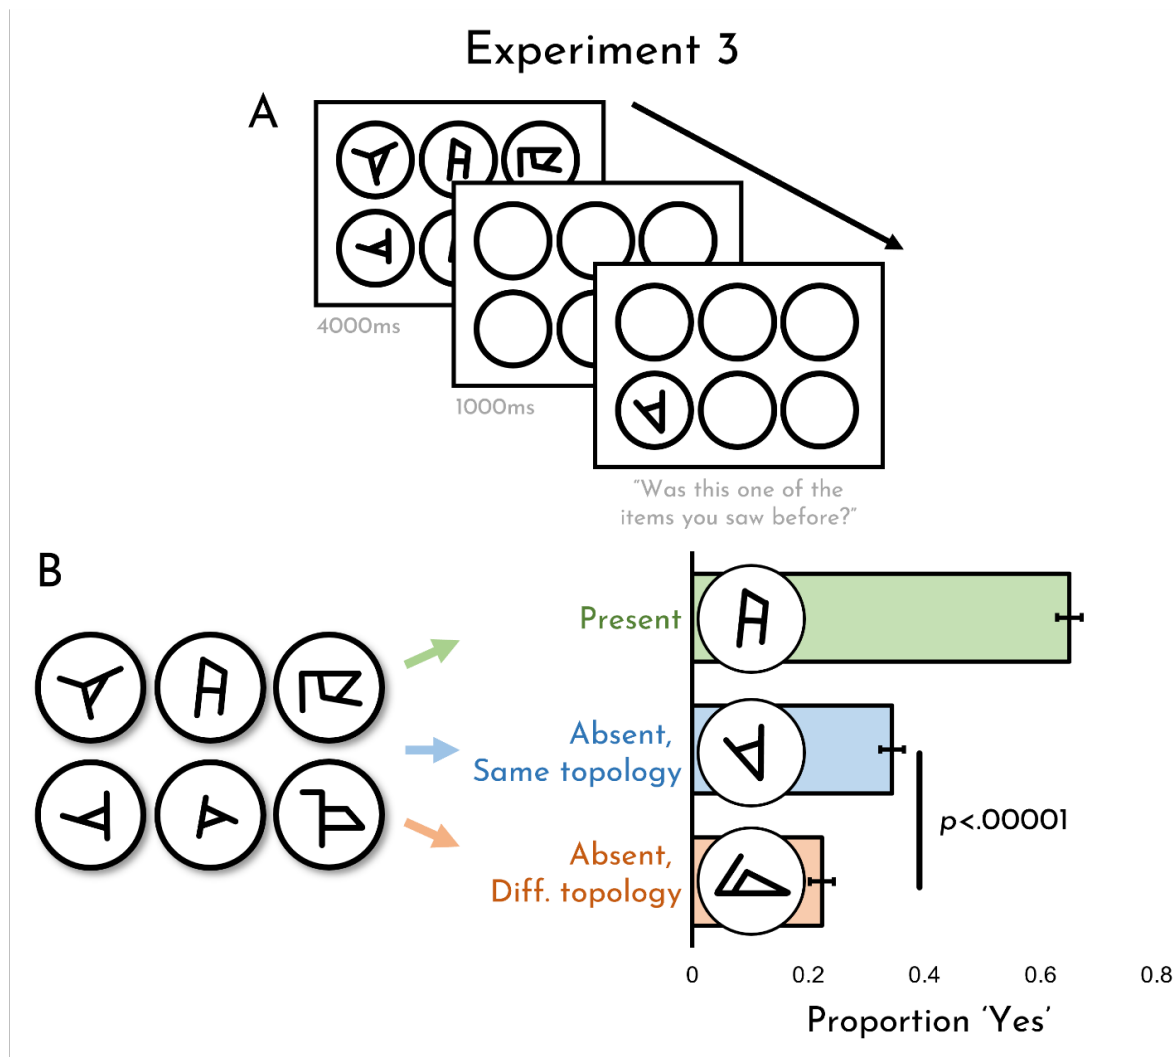 Experiment 3
A
4000ms
1000ms
"Was this one of the
items you saw before?"
B
Present
Absent,
Same topology
p<.00001
Absent,
Diff. topology
0 0.2 0.4 0.6 0.8
Proportion 'Yes'